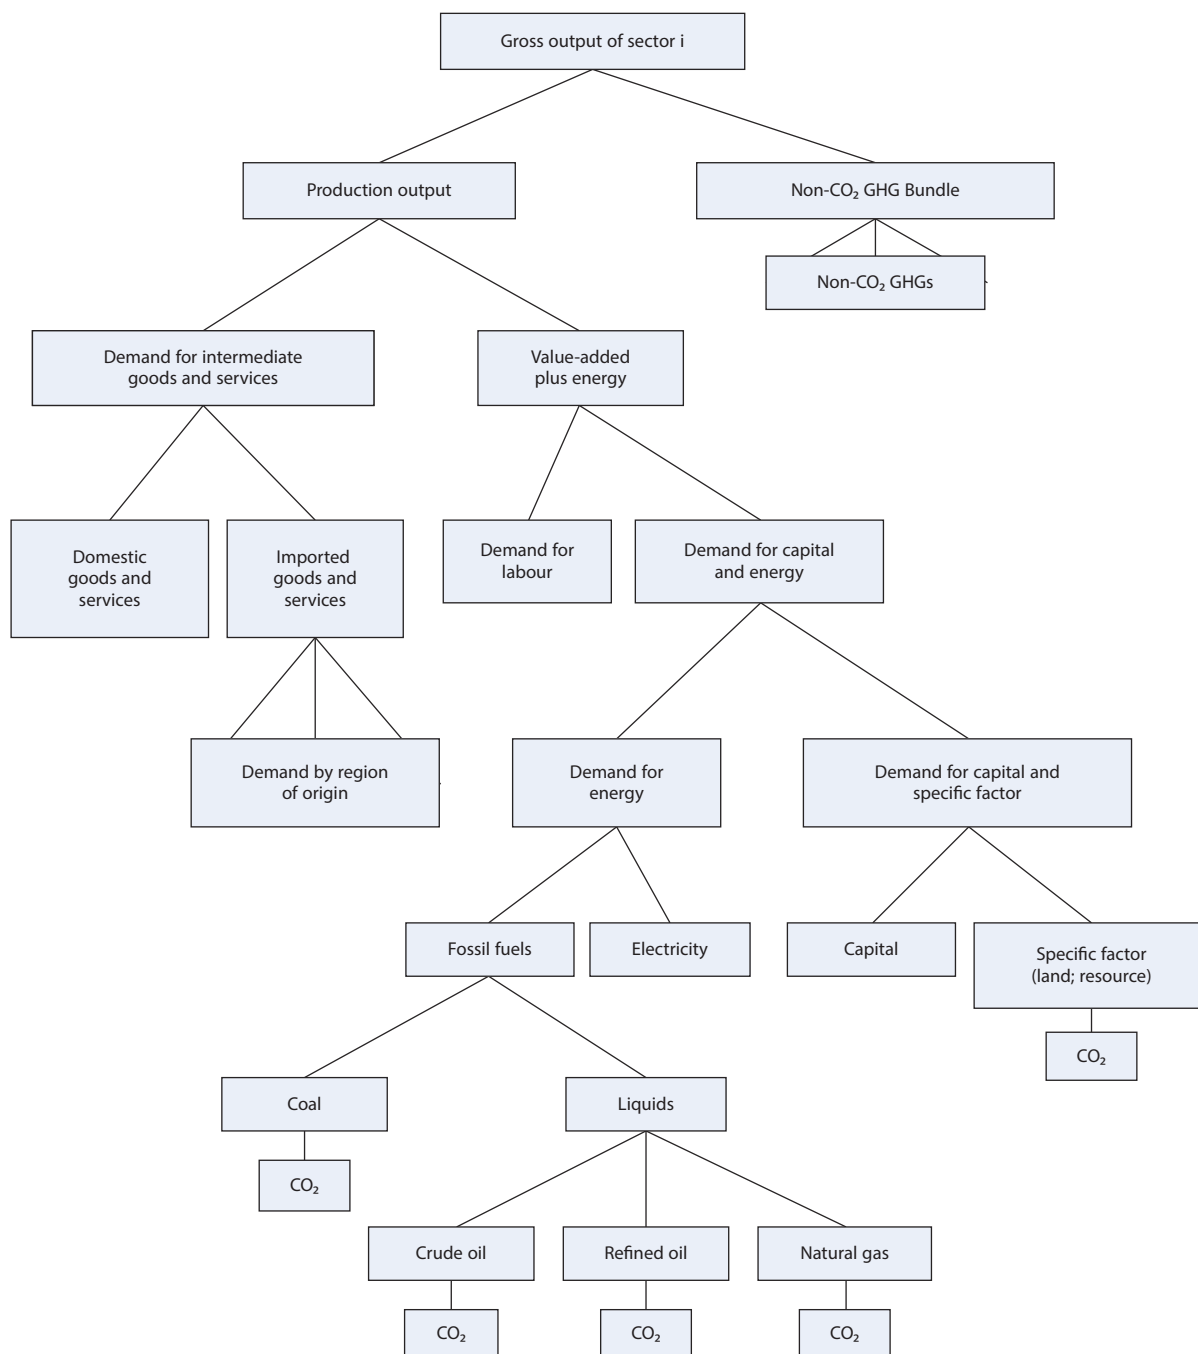 Gross output of sector i
Production output
Non-CO₂ GHG Bundle
Non-CO₂ GHGs
Demand for intermediate
goods and services
Value-added
plus energy
Domestic
goods and
services
Imported
goods and
services
Demand for
labour
Demand for capital
and energy
Demand by region
of origin
Demand for
energy
Demand for capital and
specific factor
Fossil fuels
Electricity
Capital
Specific factor
(land; resource)
CO₂
Coal
Liquids
CO₂
Crude oil
Refined oil
Natural gas
CO₂
CO₂
CO₂